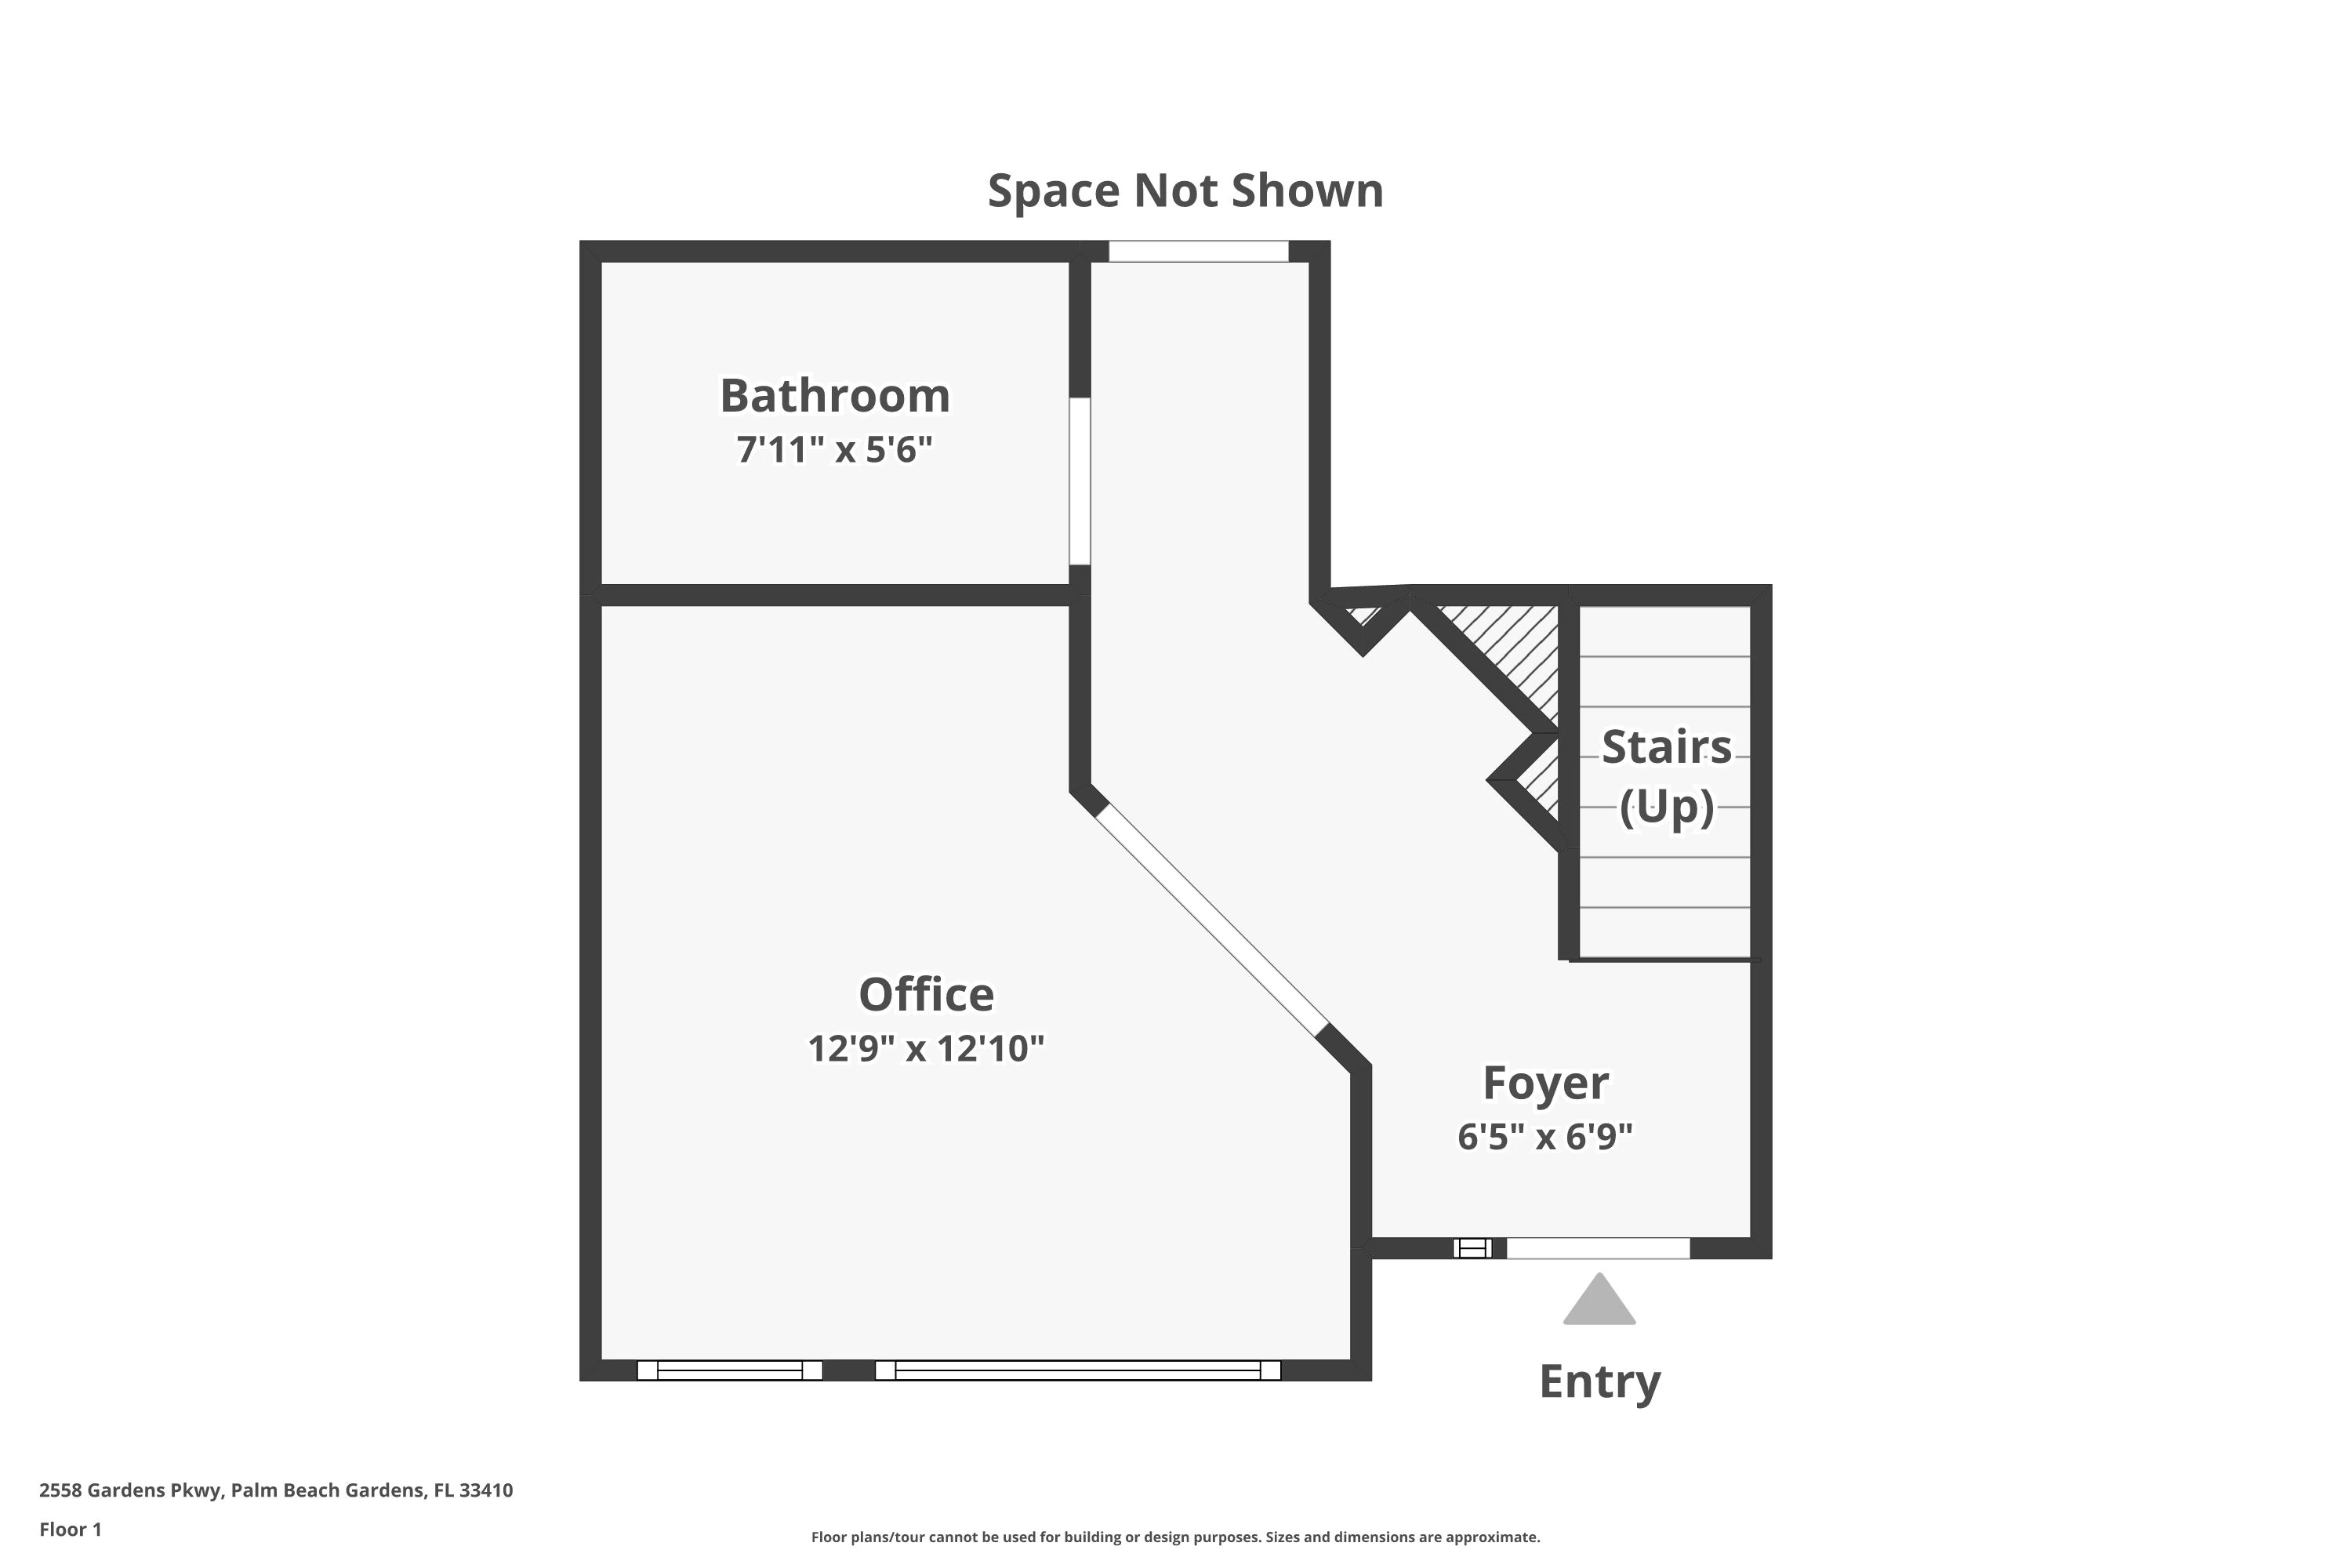 Space Not Shown
Bathroom
7'11" x 5'6"
Stairs
(Up)
Office
12'9" x 12'10"
Foyer
6'5" x 6'9"
Entry
2558 Gardens Pkwy, Palm Beach Gardens, FL 33410
Floor 1
Floor plans/tour cannot be used for building or design purposes. Sizes and dimensions are approximate.